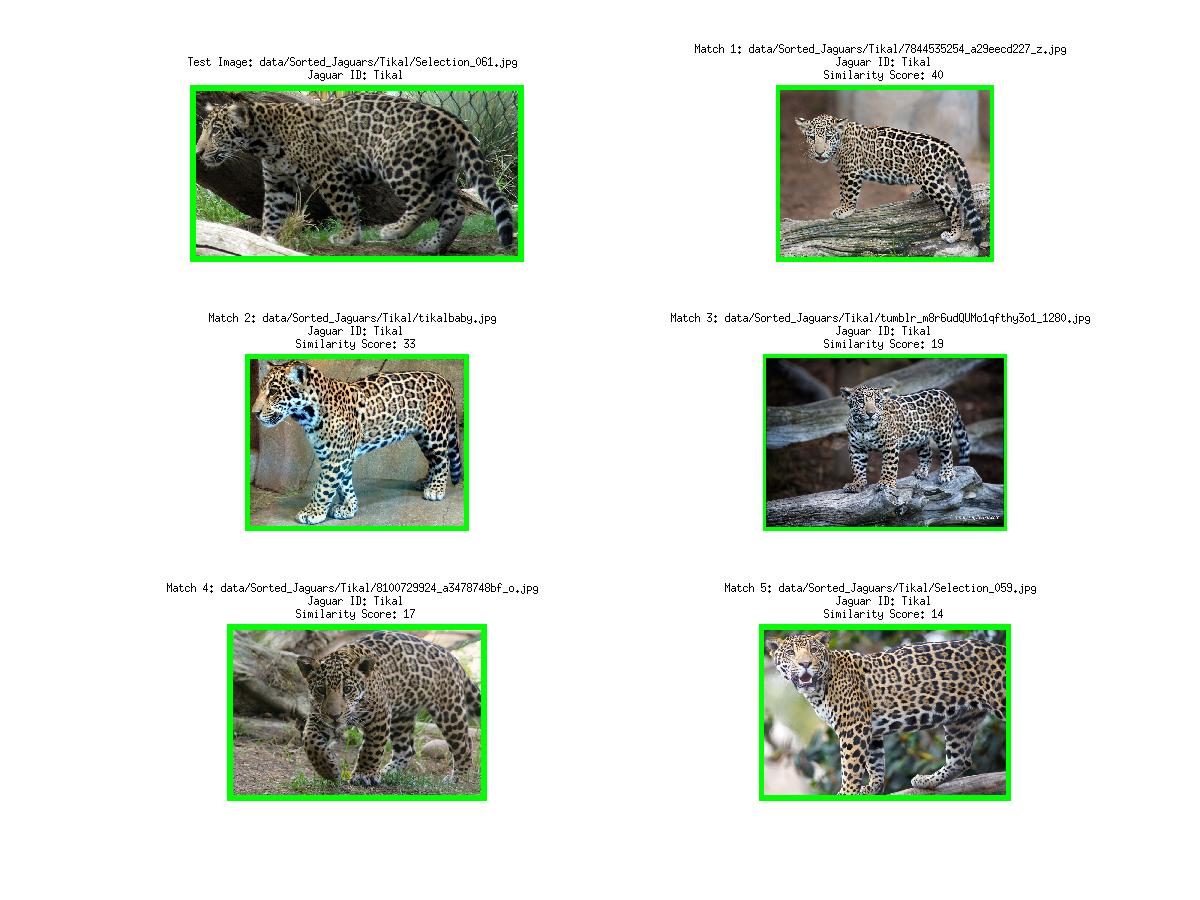 Test Image: data/Sorted_Jaguars/Tikal/Selection_061.jpg
Jaguar ID: Tikal
Match 1: data/Sorted_Jaguars/Tikal/7844535254_a29eecd227_z.jpg
Jaguar ID: Tikal
Similarity Score: 40
Match 2: data/Sorted_Jaguars/Tikal/tikalbaby.jpg
Jaguar ID: Tikal
Similarity Score: 33
Match 3: data/Sorted_Jaguars/Tikal/tumblr_m8r6udQUMo1qfthy3o1_1280.jpg
Jaguar ID: Tikal
Similarity Score: 19
Match 4: data/Sorted_Jaguars/Tikal/8100729924_a3478748bf_o.jpg
Jaguar ID: Tikal
Similarity Score: 17
Match 5: data/Sorted_Jaguars/Tikal/Selection_059.jpg
Jaguar ID: Tikal
Similarity Score: 14